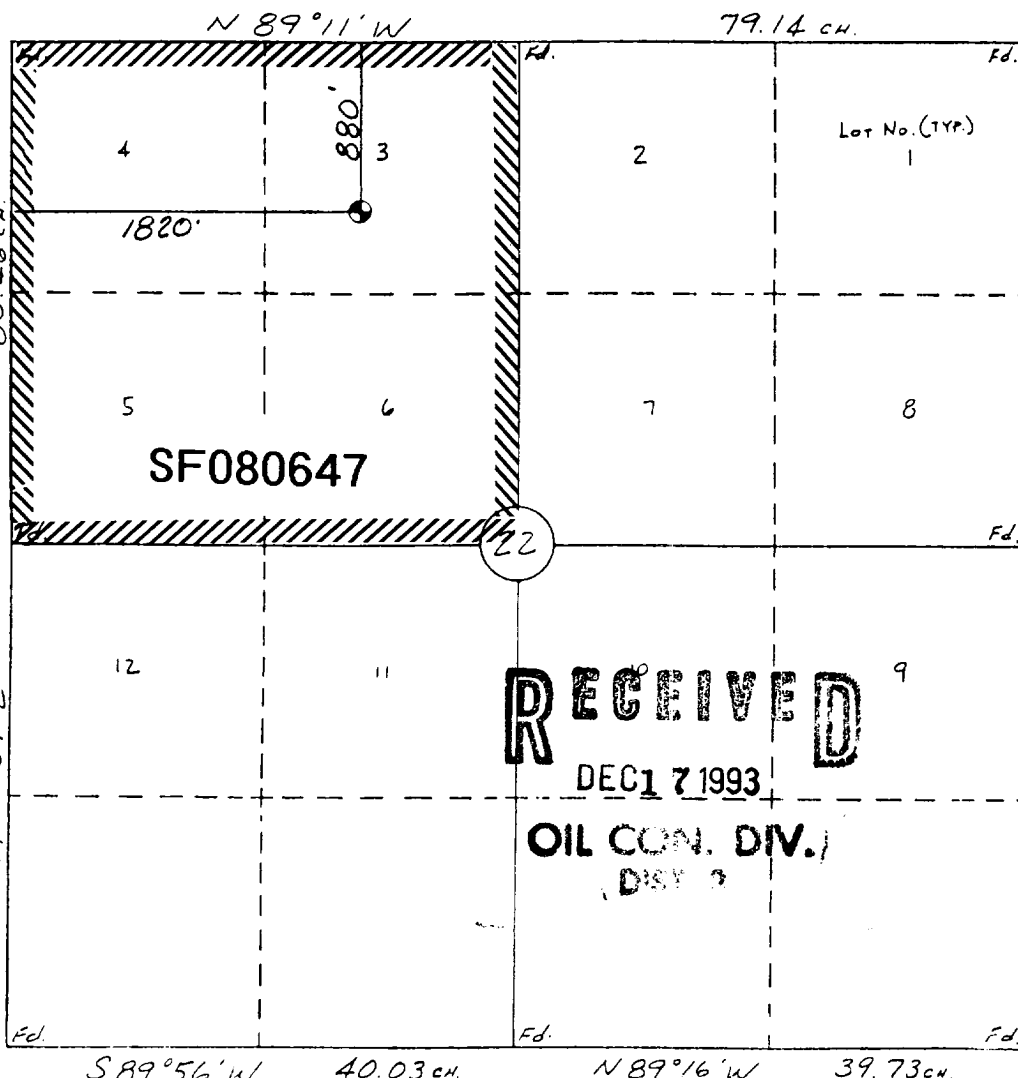 N 89°11' W 79.14 CH.
Fd. Fd.
880'
Lot No. (TYP.)
4 3 2 1
1820'
5 6 7 8
SF080647
22
Fd.
12 11 9
RECEIVED
DEC 17 1993
OIL CON. DIV.
Fd. Fd. Fd.
S 89°56' W 40.03 CH. N 89°16' W 39.73 CH.